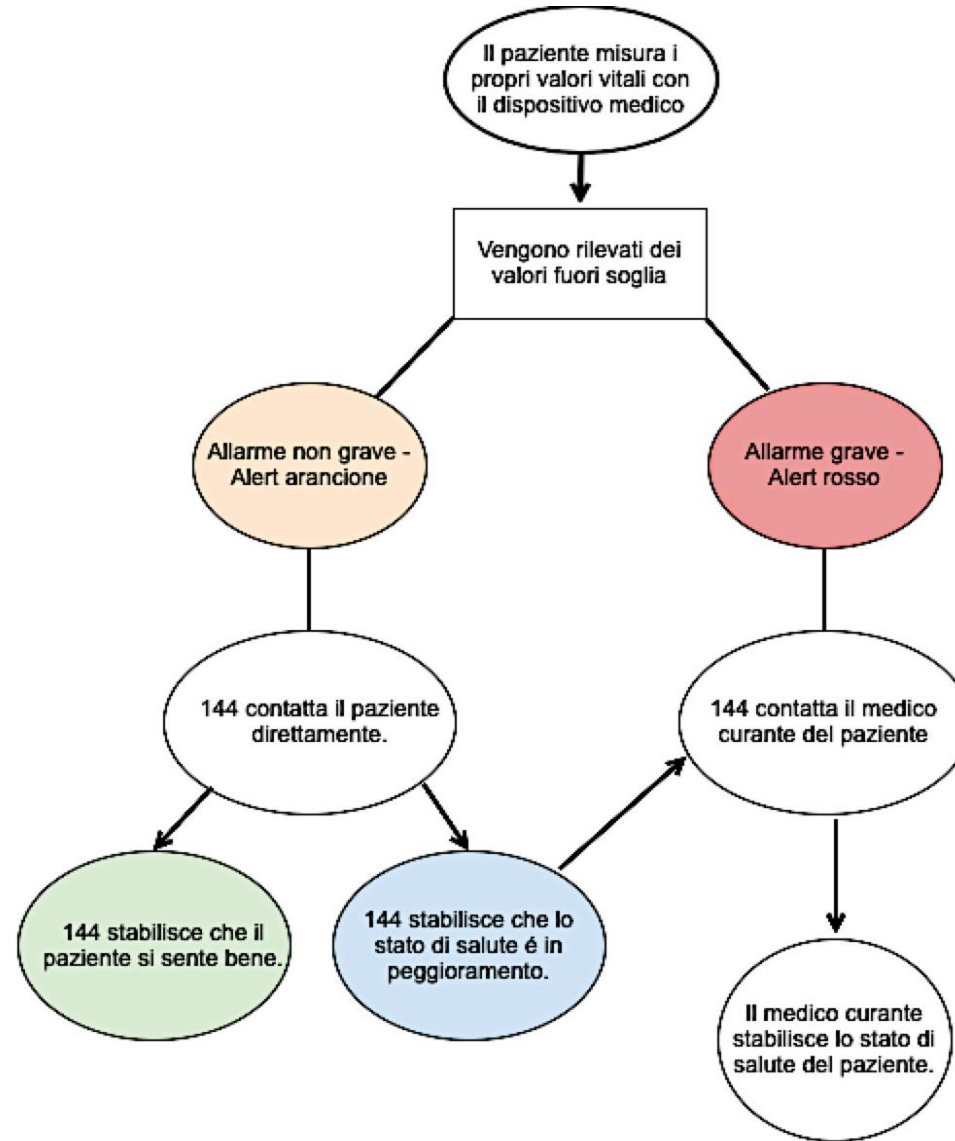 Il paziente misura i
propri valori vitali con
il dispositivo medico
Vengono rilevati dei
valori fuori soglia
Allarme non grave -
Alert arancione
Allarme grave -
Alert rosso
144 contatta il paziente
direttamente.
144 contatta il medico
curante del paziente
144 stabilisce che il
paziente si sente bene.
144 stabilisce che lo
stato di salute é in
peggioramento.
Il medico curante
stabilisce lo stato di
salute del paziente.